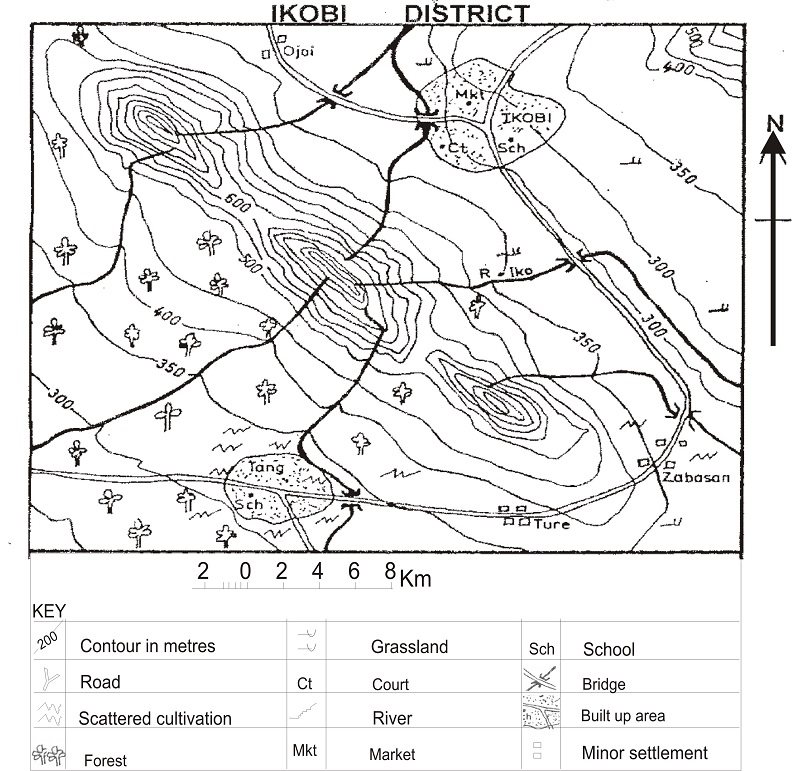 IKOBI DISTRICT
Ojoi
500
400
Mkt
IKOBI
Ct
Sch
350
N
600
500
R. Iko
300
300
400
350
350
300
Tang
Sch
Zabasan
Ture
2 0 2 4 6 8 Km
KEY
200 Contour in metres
Grassland
Sch School
Road
Ct Court
Bridge
Scattered cultivation
River
h Built up area
Forest
Mkt Market
Minor settlement